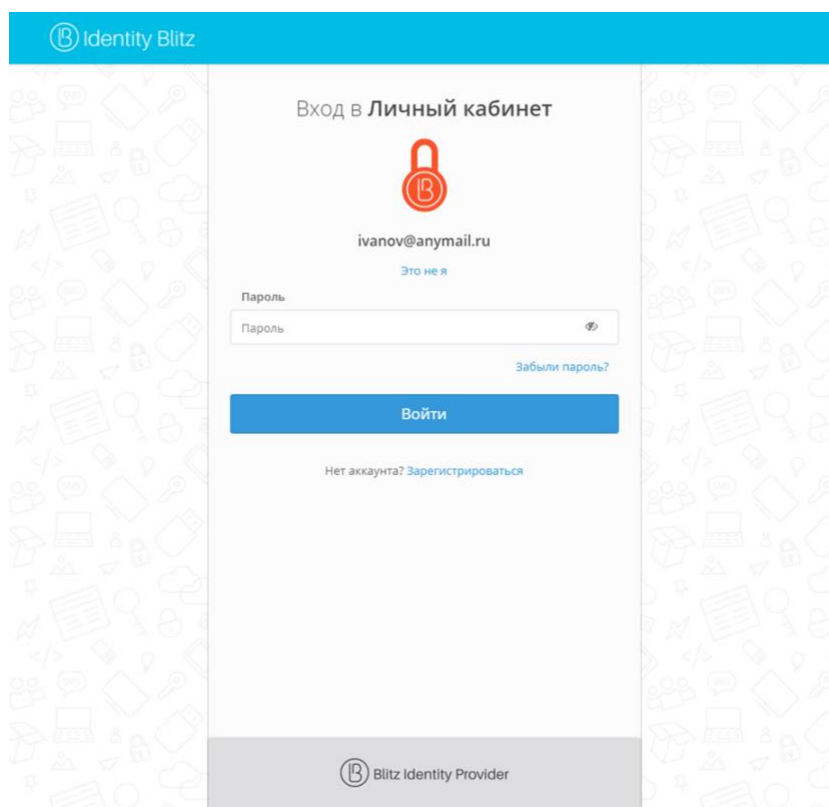 Identity Blitz
Вход в Личный кабинет
ivanov@anymail.ru
Это не я
Пароль
Пароль
Забыли пароль?
Войти
Нет аккаунта? Зарегистрироваться
Blitz Identity Provider